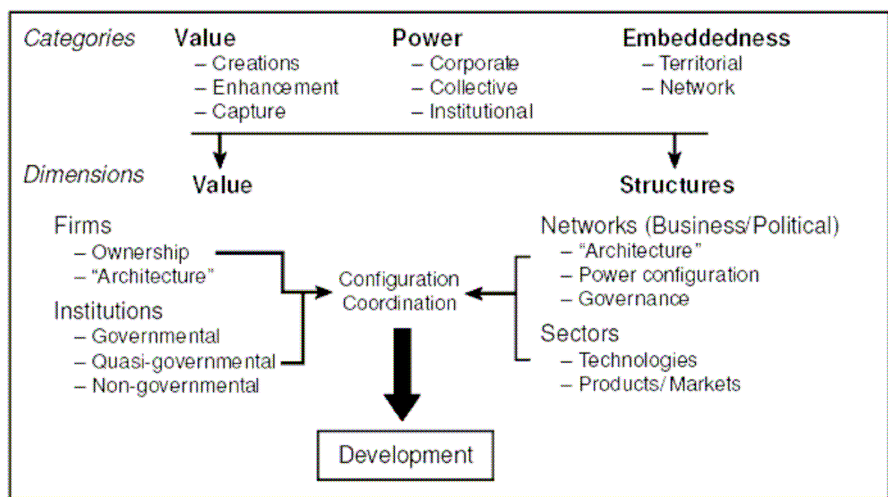 Categories
Value
– Creations
– Enhancement
– Capture
Power
– Corporate
– Collective
– Institutional
Embeddedness
– Territorial
– Network
Dimensions
Value
Structures
Firms
– Ownership
– “Architecture”
Institutions
– Governmental
– Quasi-governmental
– Non-governmental
Configuration
Coordination
Networks (Business/Political)
– “Architecture”
– Power configuration
– Governance
Sectors
– Technologies
– Products/ Markets
Development